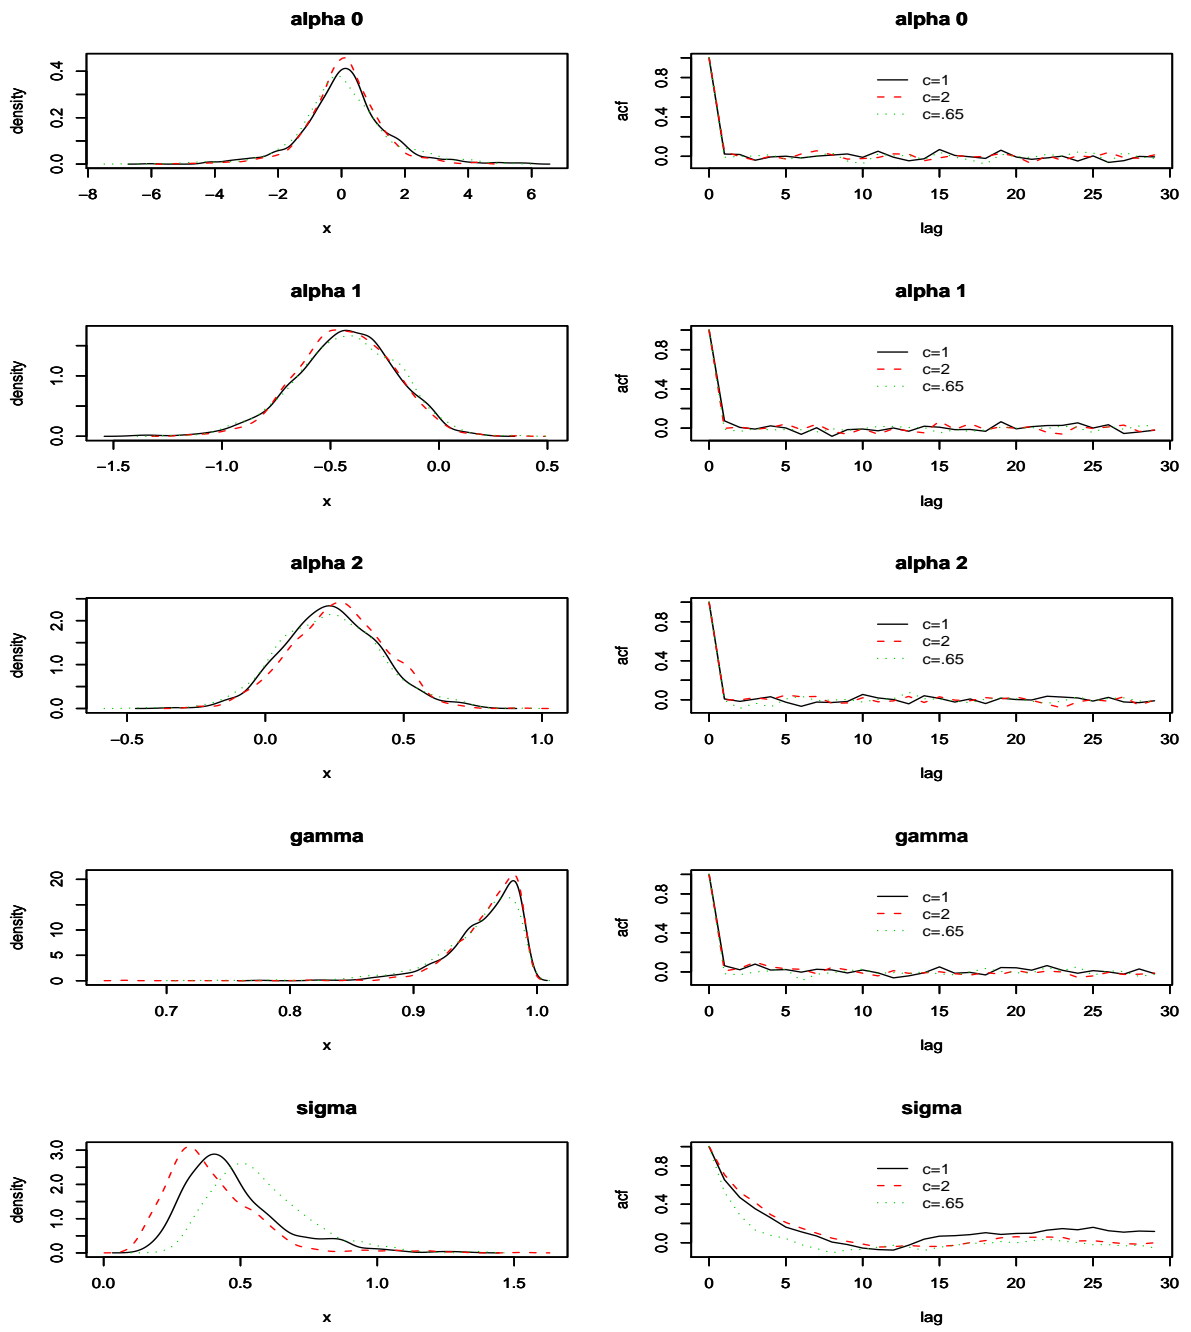 alpha 0
density
0.0 0.2 0.4
−8 −6 −4 −2 0 2 4 6
x
alpha 0
acf
0.0 0.4 0.8
c=1
c=2
c=.65
0 5 10 15 20 25 30
lag
alpha 1
density
0.0 1.0
−1.5 −1.0 −0.5 0.0 0.5
x
alpha 1
acf
0.0 0.4 0.8
c=1
c=2
c=.65
0 5 10 15 20 25 30
lag
alpha 2
density
0.0 1.0 2.0
−0.5 0.0 0.5 1.0
x
alpha 2
acf
0.0 0.4 0.8
c=1
c=2
c=.65
0 5 10 15 20 25 30
lag
gamma
density
0 5 10 20
0.7 0.8 0.9 1.0
x
gamma
acf
0.0 0.4 0.8
c=1
c=2
c=.65
0 5 10 15 20 25 30
lag
sigma
density
0.0 1.0 2.0 3.0
0.0 0.5 1.0 1.5
x
sigma
acf
0.0 0.4 0.8
c=1
c=2
c=.65
0 5 10 15 20 25 30
lag